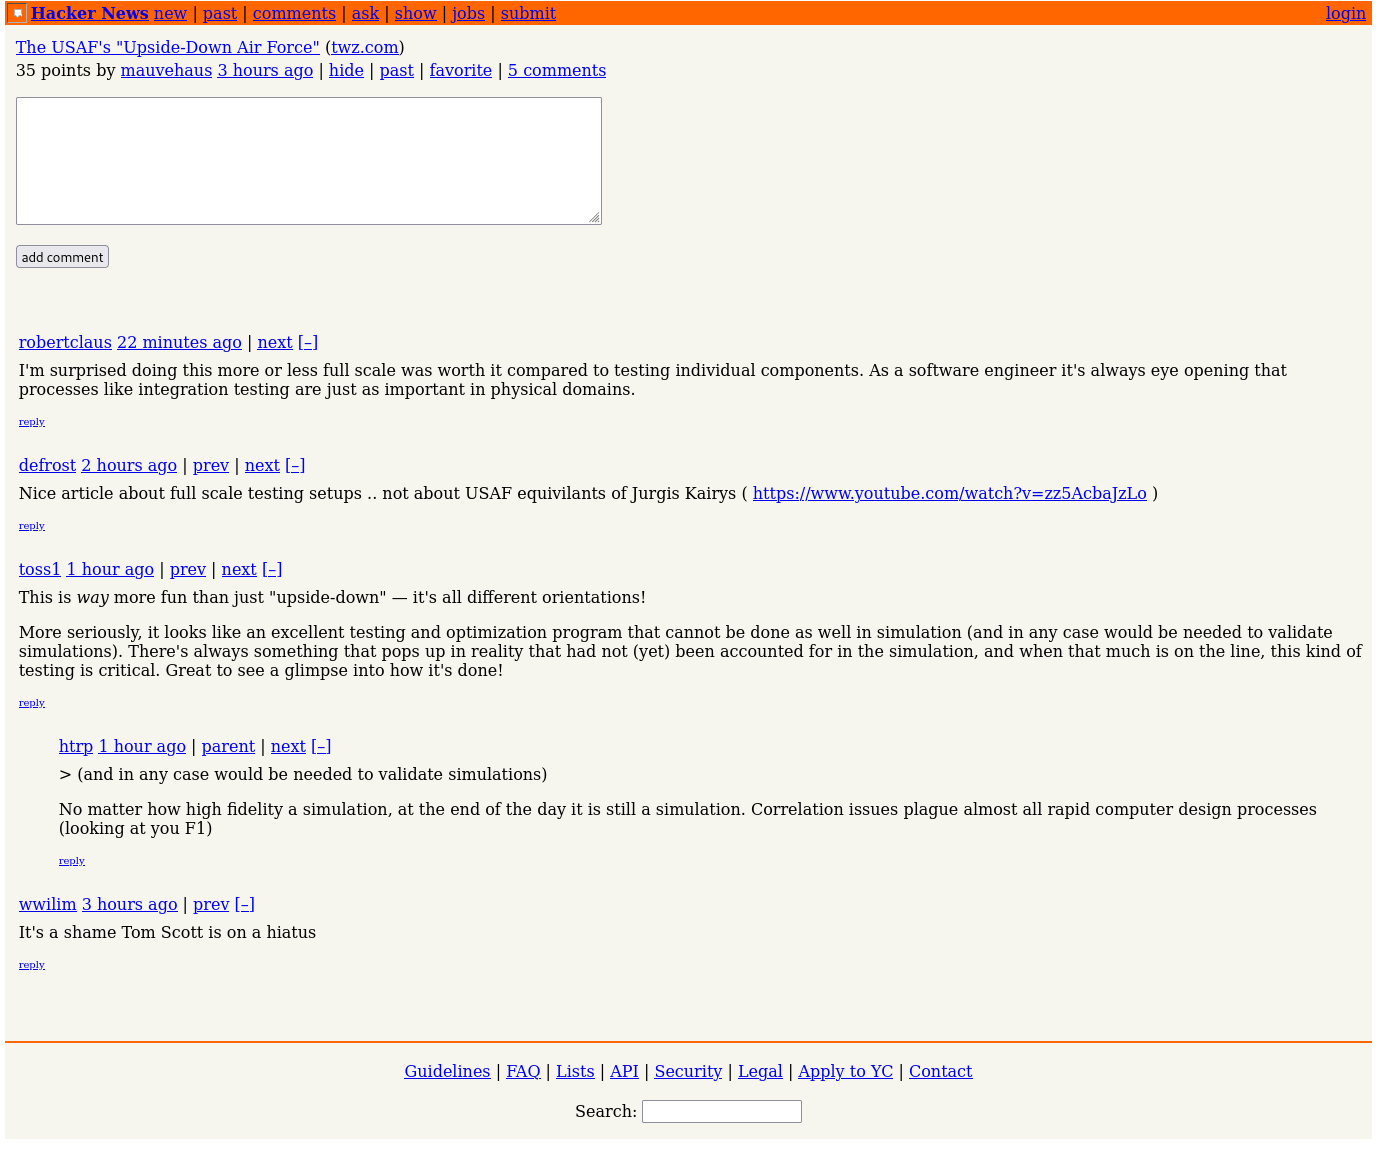 Hacker News new | past | comments | ask | show | jobs | submit login
The USAF's "Upside-Down Air Force" (twz.com)
35 points by mauvehaus 3 hours ago | hide | past | favorite | 5 comments
add comment
robertclaus 22 minutes ago | next [–]
I'm surprised doing this more or less full scale was worth it compared to testing individual components. As a software engineer it's always eye opening that
processes like integration testing are just as important in physical domains.
reply
defrost 2 hours ago | prev | next [–]
Nice article about full scale testing setups .. not about USAF equivilants of Jurgis Kairys ( https://www.youtube.com/watch?v=zz5AcbaJzLo )
reply
toss1 1 hour ago | prev | next [–]
This is way more fun than just "upside-down" — it's all different orientations!
More seriously, it looks like an excellent testing and optimization program that cannot be done as well in simulation (and in any case would be needed to validate
simulations). There's always something that pops up in reality that had not (yet) been accounted for in the simulation, and when that much is on the line, this kind of
testing is critical. Great to see a glimpse into how it's done!
reply
htrp 1 hour ago | parent | next [–]
> (and in any case would be needed to validate simulations)
No matter how high fidelity a simulation, at the end of the day it is still a simulation. Correlation issues plague almost all rapid computer design processes
(looking at you F1)
reply
wwilim 3 hours ago | prev [–]
It's a shame Tom Scott is on a hiatus
reply
Guidelines | FAQ | Lists | API | Security | Legal | Apply to YC | Contact
Search: